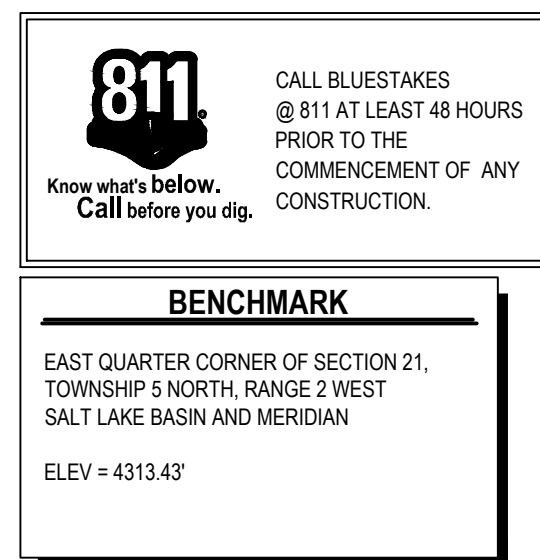 811.
Know what's below.
Call before you dig.
CALL BLUESTAKES
@ 811 AT LEAST 48 HOURS
PRIOR TO THE
COMMENCEMENT OF ANY
CONSTRUCTION.
BENCHMARK
EAST QUARTER CORNER OF SECTION 21,
TOWNSHIP 5 NORTH, RANGE 2 WEST
SALT LAKE BASIN AND MERIDIAN
ELEV = 4313.43'